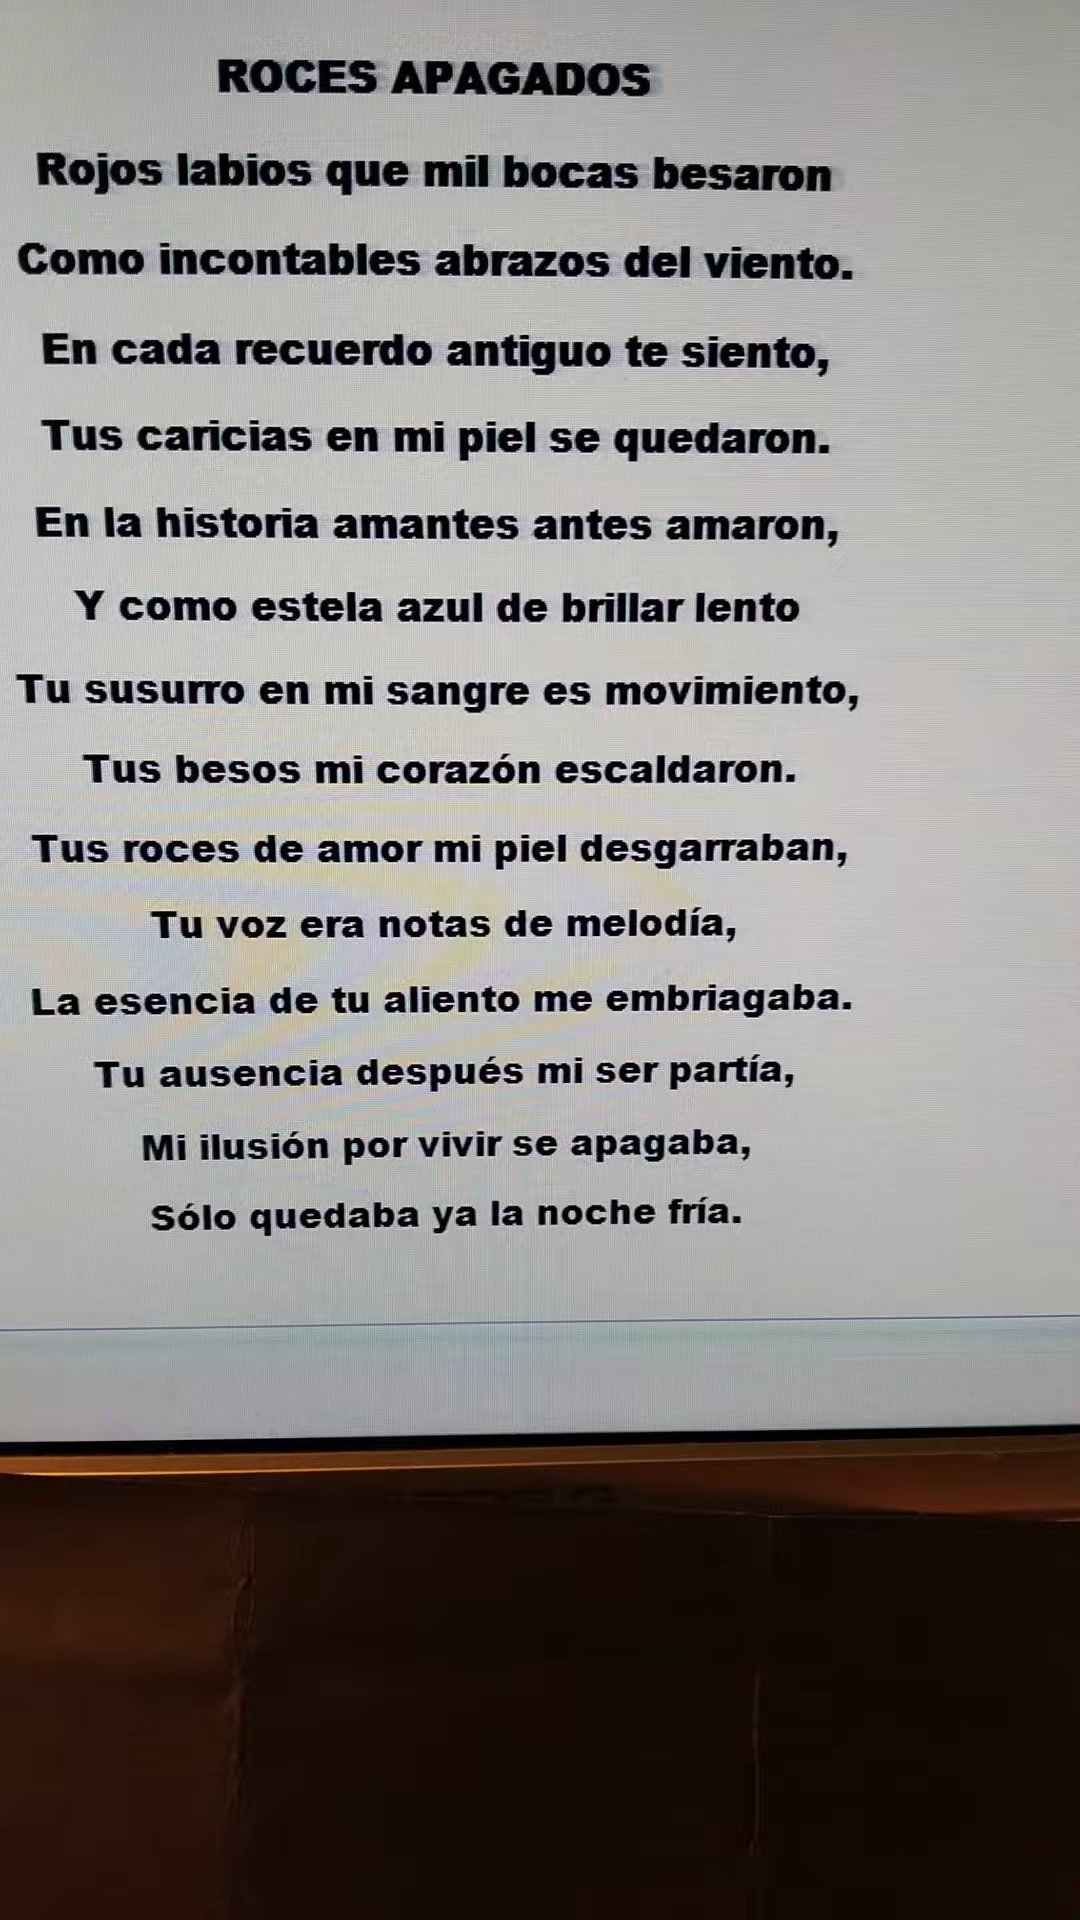 ROCES APAGADOS
Rojos labios que mil bocas besaron
Como incontables abrazos del viento.
En cada recuerdo antiguo te siento,
Tus caricias en mi piel se quedaron.
En la historia amantes antes amaron,
Y como estela azul de brillar lento
Tu susurro en mi sangre es movimiento,
Tus besos mi corazón escaldaron.
Tus roces de amor mi piel desgarraban,
Tu voz era notas de melodía,
La esencia de tu aliento me embriagaba.
Tu ausencia después mi ser partía,
Mi ilusión por vivir se apagaba,
Sólo quedaba ya la noche fría.